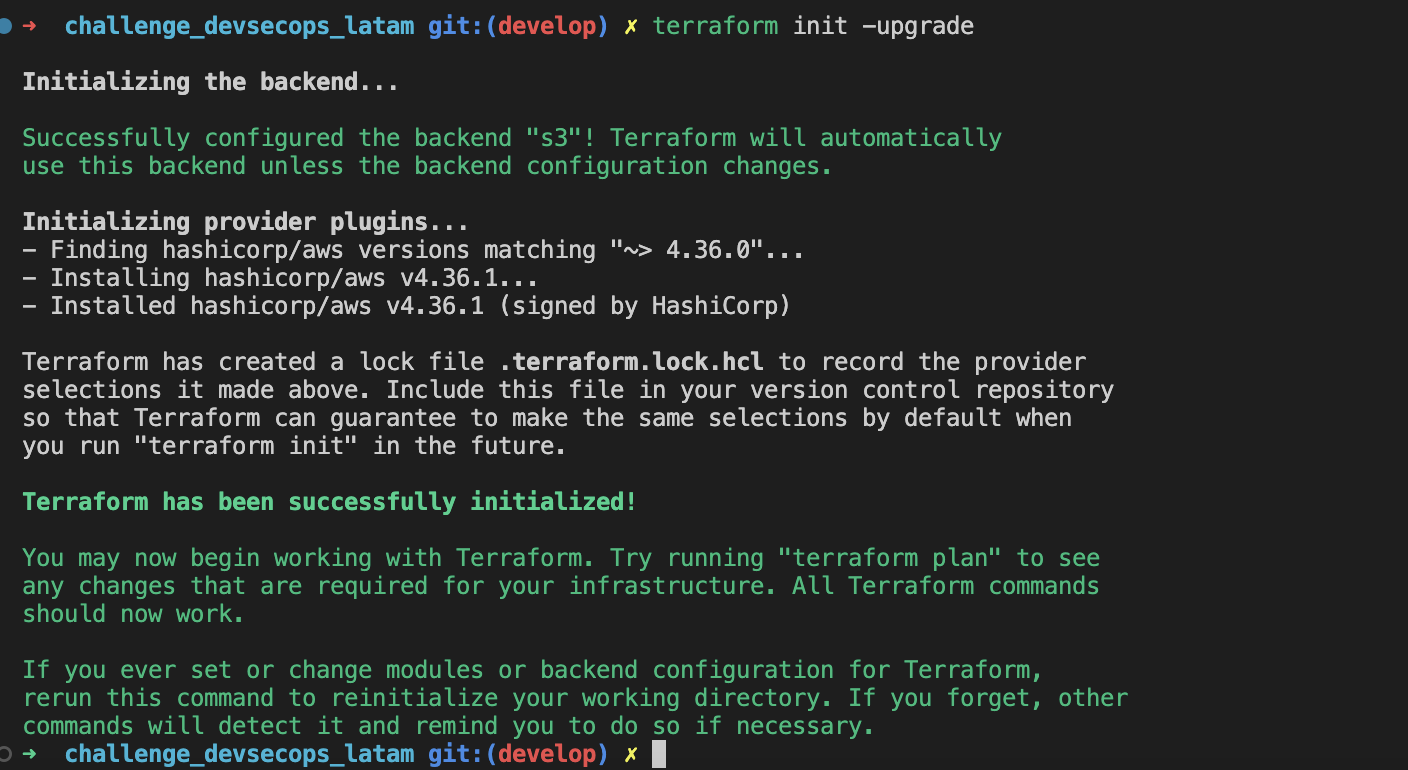 ➜  challenge_devsecops_latam git:(develop) ✗ terraform init -upgrade
Initializing the backend...
Successfully configured the backend "s3"! Terraform will automatically
use this backend unless the backend configuration changes.
Initializing provider plugins...
- Finding hashicorp/aws versions matching "~> 4.36.0"...
- Installing hashicorp/aws v4.36.1...
- Installed hashicorp/aws v4.36.1 (signed by HashiCorp)
Terraform has created a lock file .terraform.lock.hcl to record the provider
selections it made above. Include this file in your version control repository
so that Terraform can guarantee to make the same selections by default when
you run "terraform init" in the future.
Terraform has been successfully initialized!
You may now begin working with Terraform. Try running "terraform plan" to see
any changes that are required for your infrastructure. All Terraform commands
should now work.
If you ever set or change modules or backend configuration for Terraform,
rerun this command to reinitialize your working directory. If you forget, other
commands will detect it and remind you to do so if necessary.
➜  challenge_devsecops_latam git:(develop) ✗